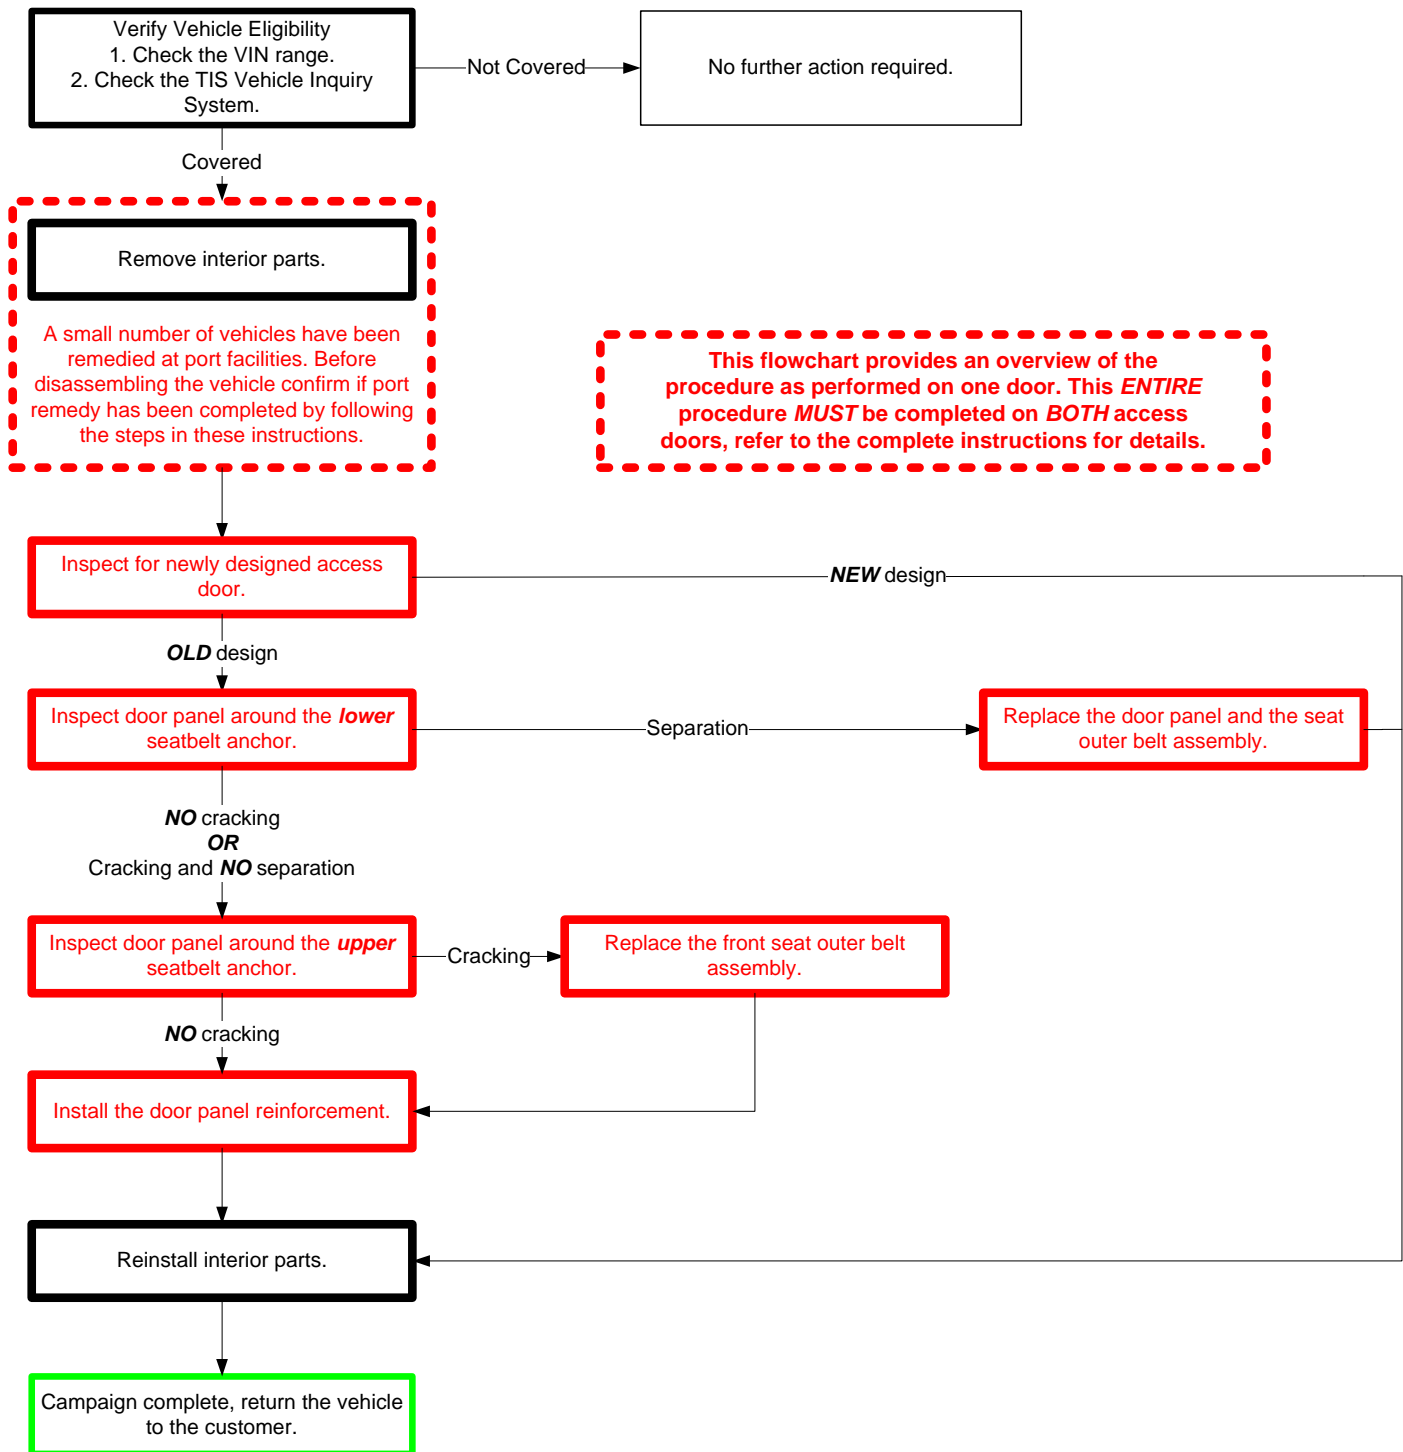 Verify Vehicle Eligibility
1. Check the VIN range.
2. Check the TIS Vehicle Inquiry
System.
Not Covered
No further action required.
Covered
Remove interior parts.
A small number of vehicles have been
remedied at port facilities. Before
disassembling the vehicle confirm if port
remedy has been completed by following
the steps in these instructions.
This flowchart provides an overview of the
procedure as performed on one door. This ENTIRE
procedure MUST be completed on BOTH access
doors, refer to the complete instructions for details.
Inspect for newly designed access
door.
NEW design
OLD design
Inspect door panel around the lower
seatbelt anchor.
Separation
Replace the door panel and the seat
outer belt assembly.
NO cracking
OR
Cracking and NO separation
Inspect door panel around the upper
seatbelt anchor.
Cracking
Replace the front seat outer belt
assembly.
NO cracking
Install the door panel reinforcement.
Reinstall interior parts.
Campaign complete, return the vehicle
to the customer.